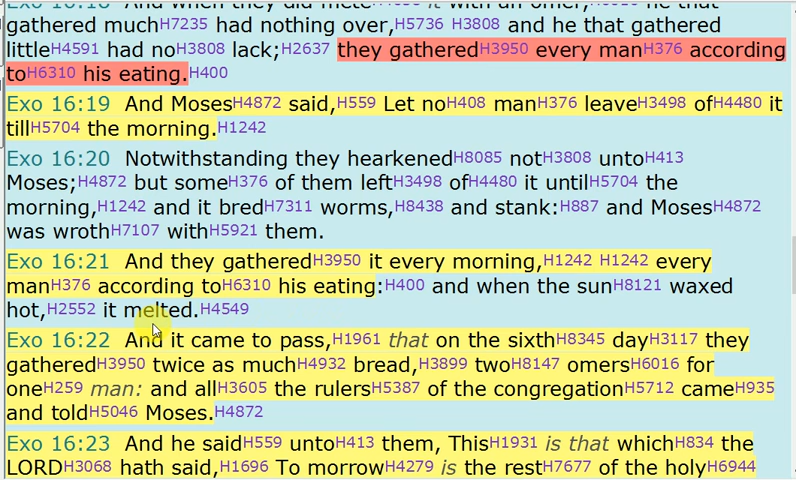 gathered muchH7235 had nothing over,H5736 H3808 and he that gathered
littleH4591 had noH3808 lack;H2637 they gatheredH3950 every manH376 according
toH6310 his eating.H400
Exo 16:19 And MosesH4872 said,H559 Let noH408 manH376 leaveH3498 ofH4480 it
tillH5704 the morning.H1242
Exo 16:20 Notwithstanding they hearkenedH8085 notH3808 untoH413
Moses;H4872 but someH376 of them leftH3498 ofH4480 it untilH5704 the
morning,H1242 and it bredH7311 worms,H8438 and stank:H887 and MosesH4872
was wrothH7107 withH5921 them.
Exo 16:21 And they gatheredH3950 it every morning,H1242 H1242 every
manH376 according toH6310 his eating:H400 and when the sunH8121 waxed
hot,H2552 it melted.H4549
Exo 16:22 And it came to pass,H1961 that on the sixthH8345 dayH3117 they
gatheredH3950 twice as muchH4932 bread,H3899 twoH8147 omersH6016 for
oneH259 man: and allH3605 the rulersH5387 of the congregationH5712 cameH935
and toldH5046 Moses.H4872
Exo 16:23 And he saidH559 untoH413 them, ThisH1931 is that whichH834 the
LORDH3068 hath said,H1696 To morrowH4279 is the restH7677 of the holyH6944